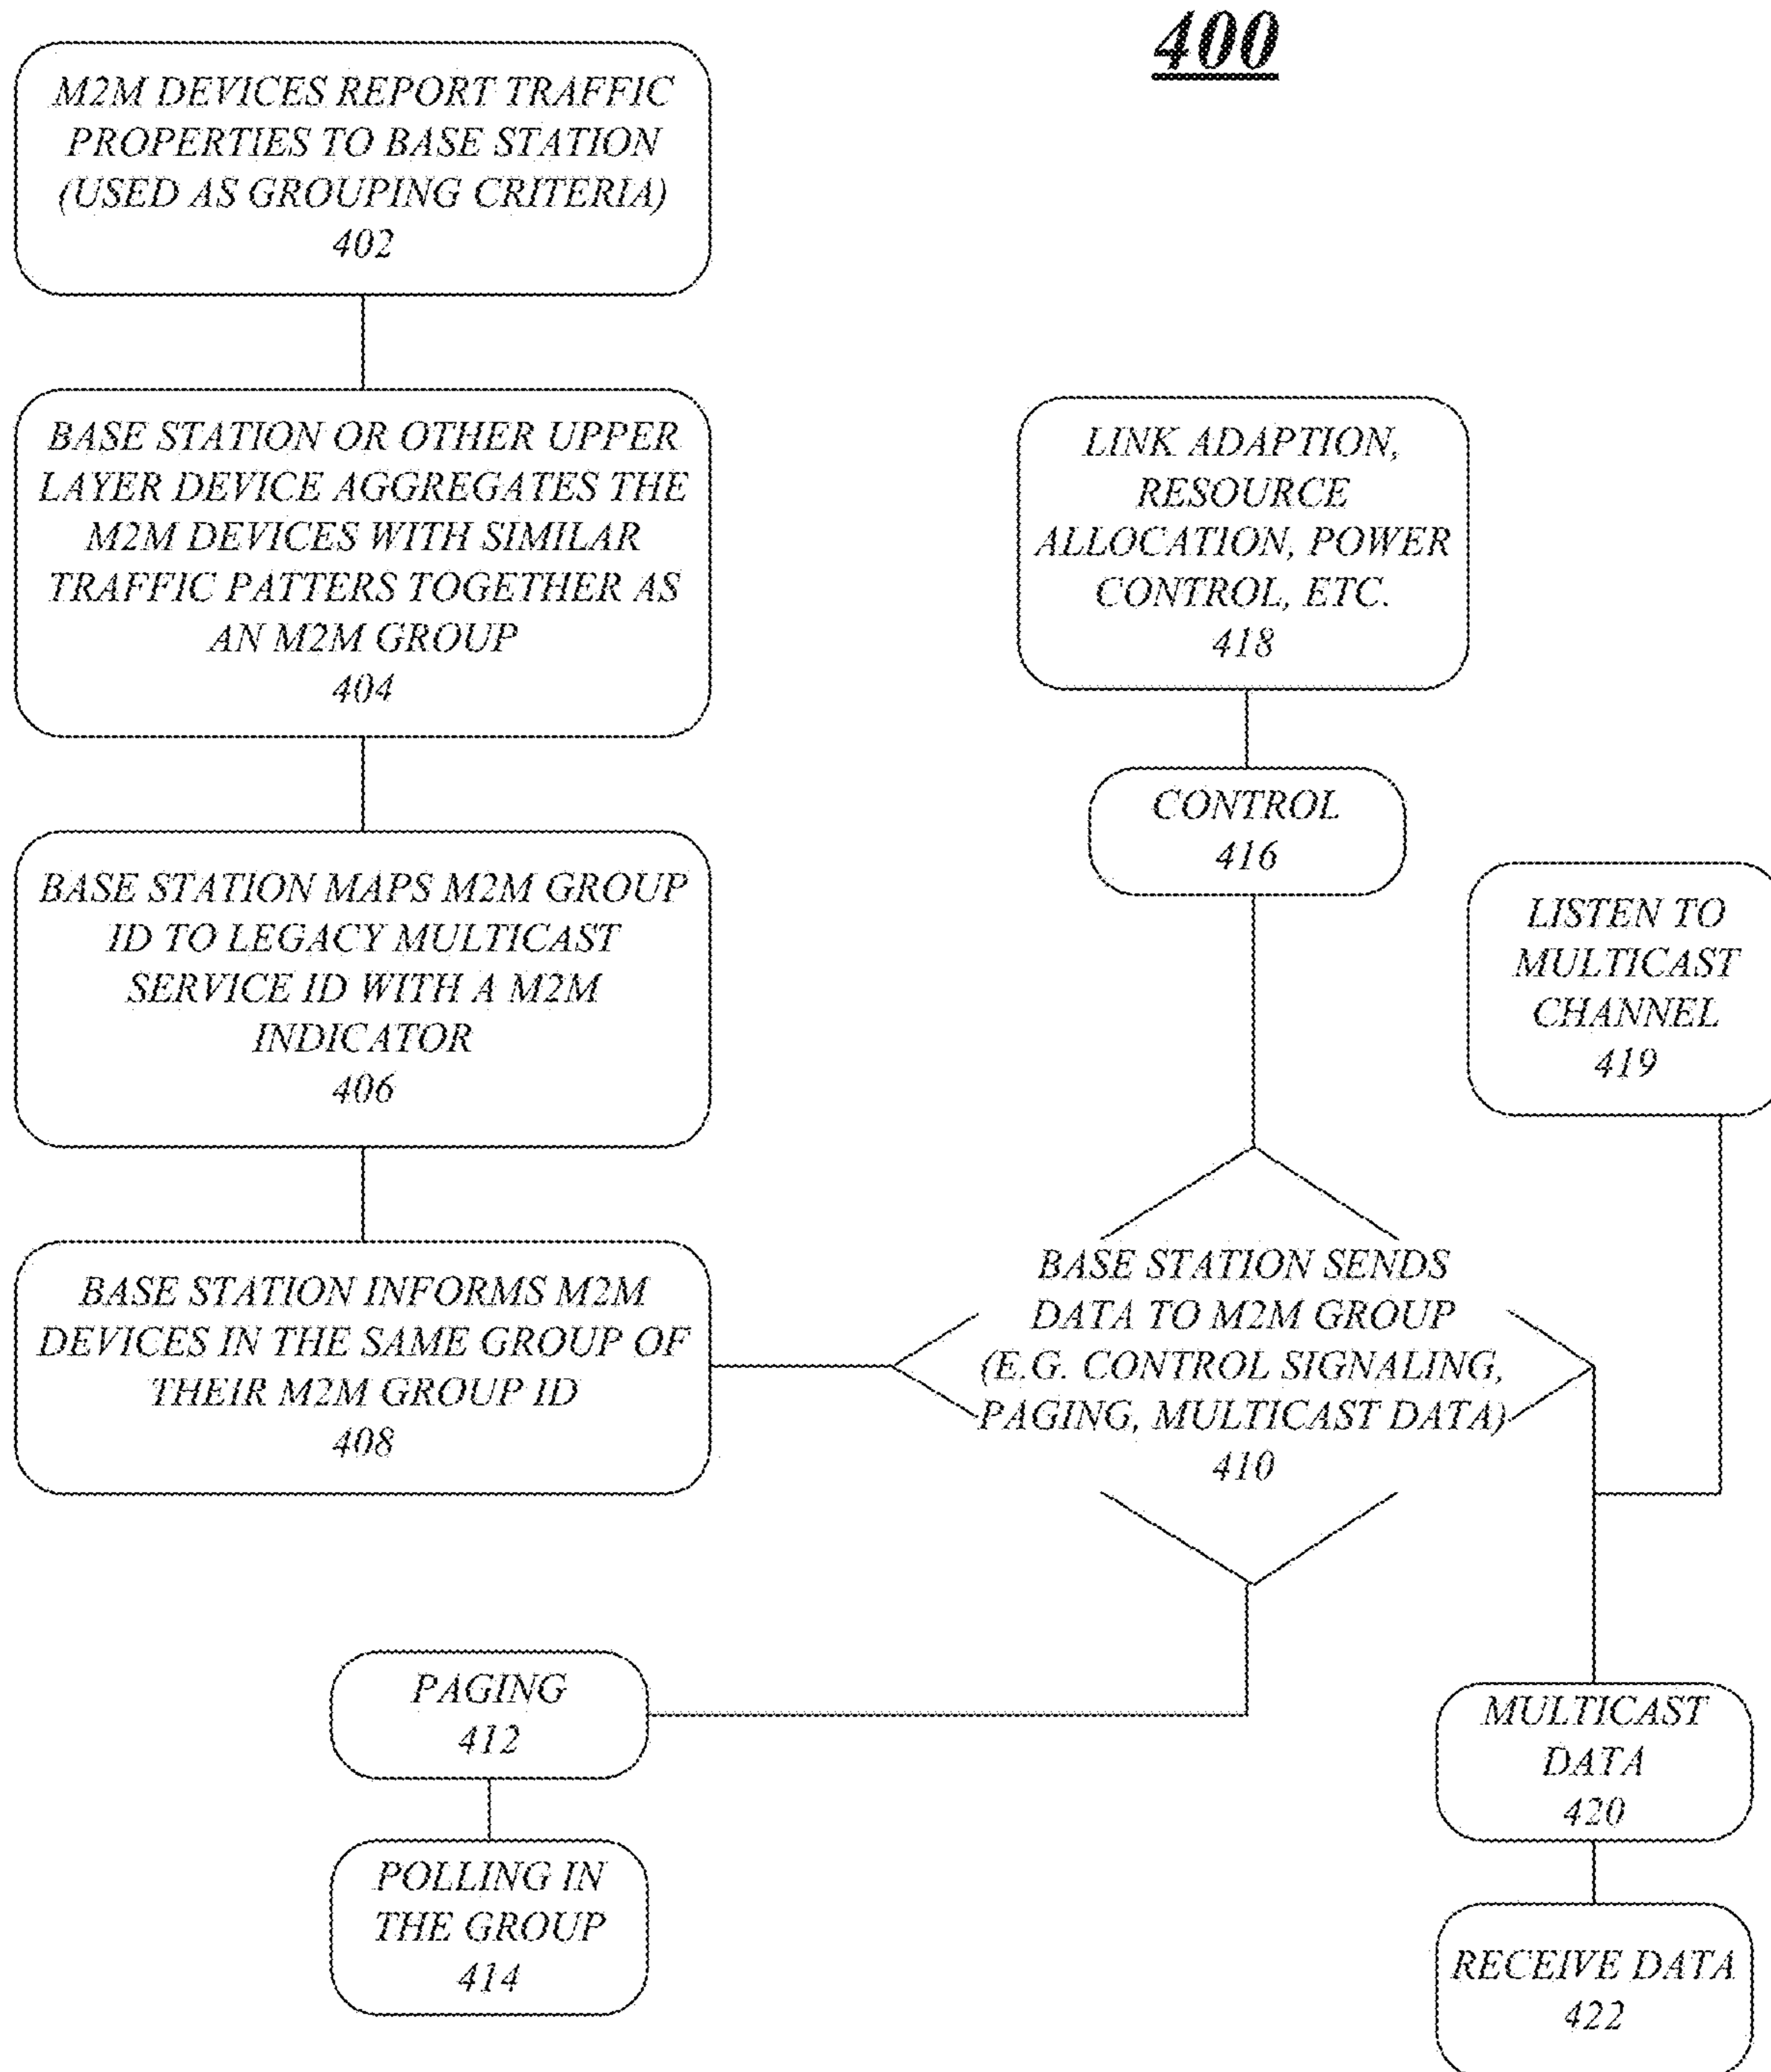 400
M2M DEVICES REPORT TRAFFIC
PROPERTIES TO BASE STATION
(USED AS GROUPING CRITERIA)
402
BASE STATION OR OTHER UPPER
LAYER DEVICE AGGREGATES THE
M2M DEVICES WITH SIMILAR
TRAFFIC PATTERS TOGETHER AS
AN M2M GROUP
404
BASE STATION MAPS M2M GROUP
ID TO LEGACY MULTICAST
SERVICE ID WITH A M2M
INDICATOR
406
BASE STATION INFORMS M2M
DEVICES IN THE SAME GROUP OF
THEIR M2M GROUP ID
408
LINK ADAPTION,
RESOURCE
ALLOCATION, POWER
CONTROL, ETC.
418
CONTROL
416
LISTEN TO
MULTICAST
CHANNEL
419
BASE STATION SENDS
DATA TO M2M GROUP
(E.G. CONTROL SIGNALING,
PAGING, MULTICAST DATA)
410
PAGING
412
POLLING IN
THE GROUP
414
MULTICAST
DATA
420
RECEIVE DATA
422